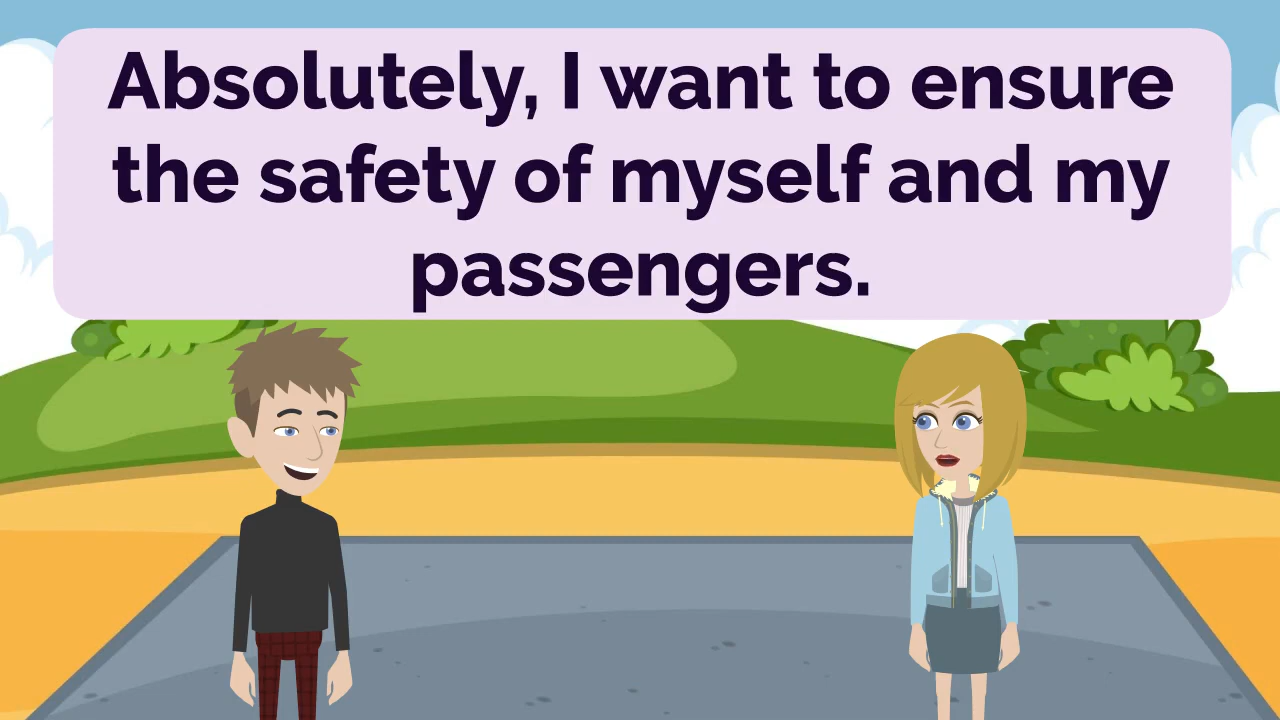 Absolutely, I want to ensure
the safety of myself and my
passengers.